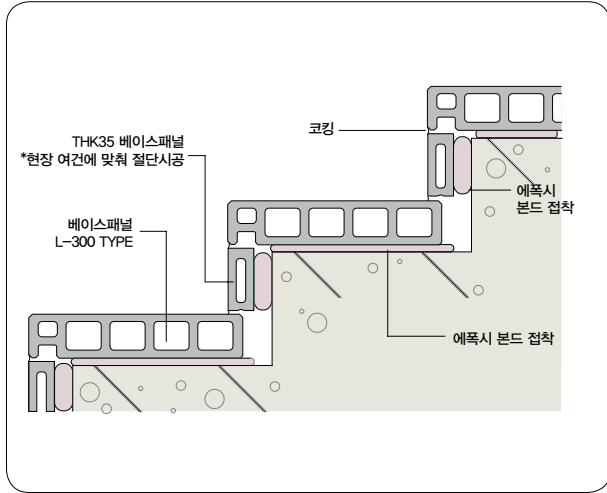 코킹
THK35 베이스패널
*현장 여건에 맞춰 절단시공
에폭시
본드 접착
베이스패널
L-300 TYPE
에폭시 본드 접착